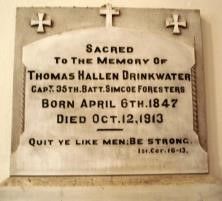 Sacred
To The Memory Of
Thomas Hallen Drinkwater
Capt. 35th. Batt. Simcoe Foresters
Born April 6th. 1847
Died Oct. 12, 1913
Quit ye like men; Be strong.
1st. Cor. 16-13.